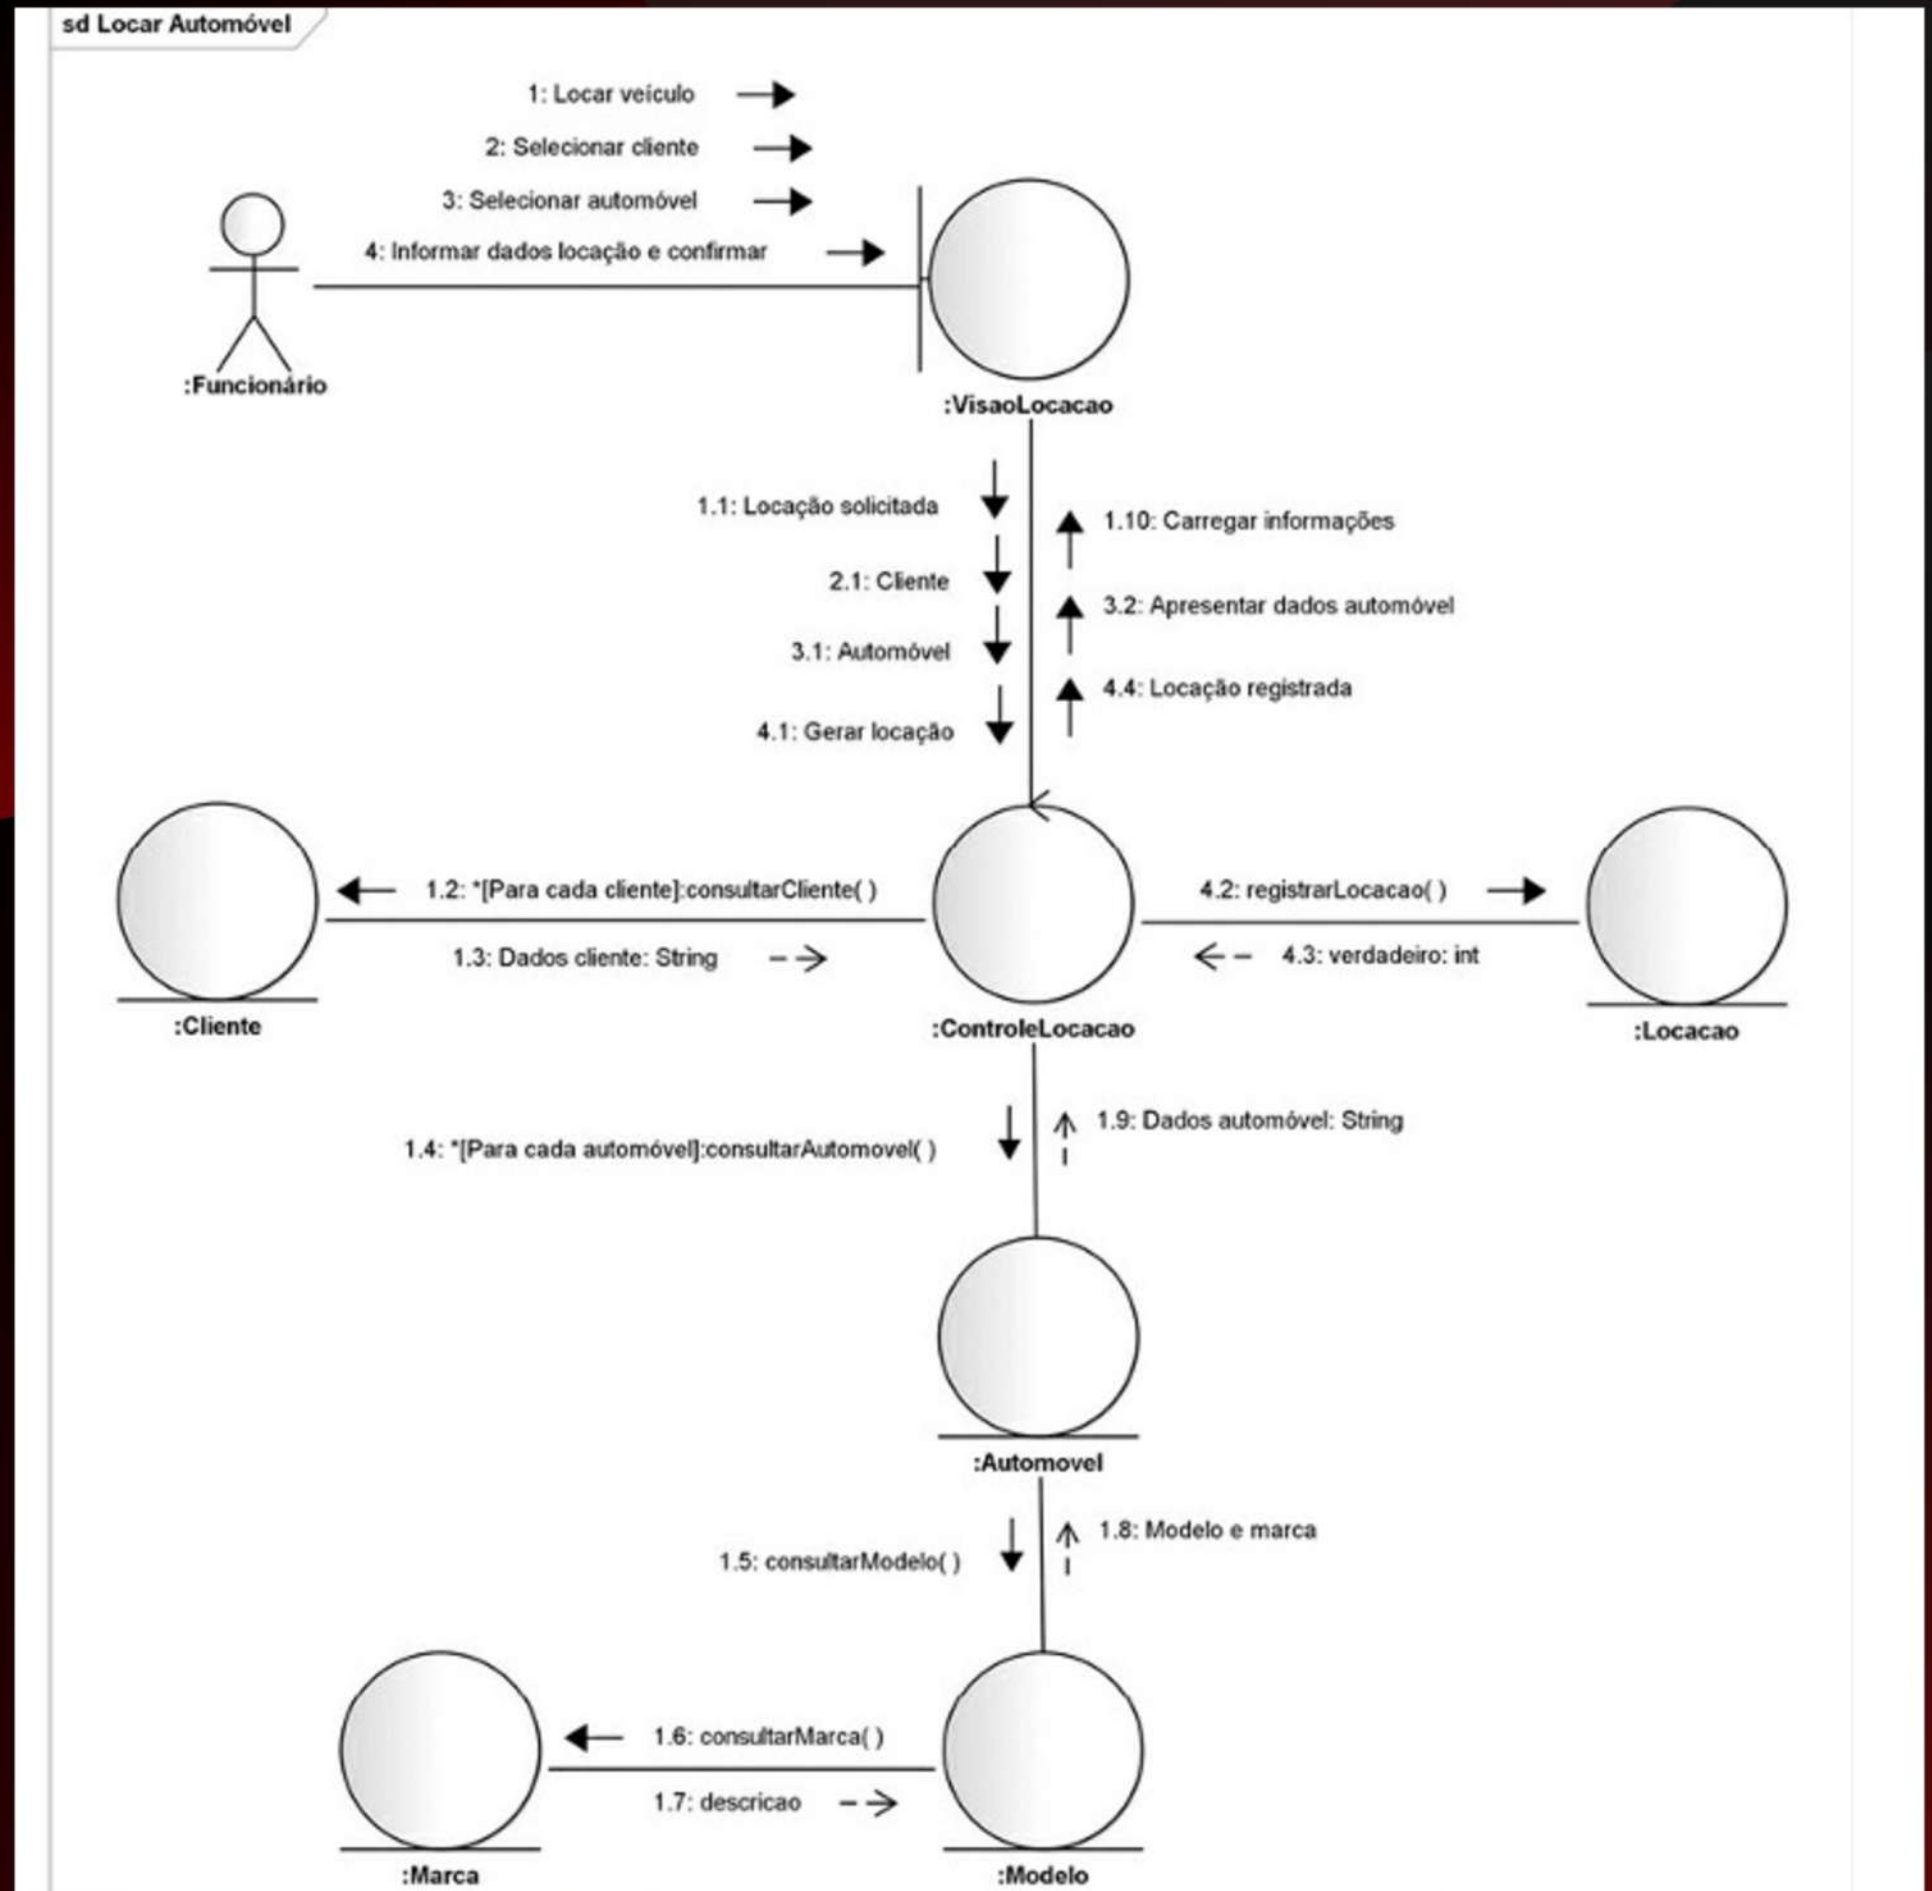 sd Locar Automóvel
1: Locar veículo
2: Selecionar cliente
3: Selecionar automóvel
4: Informar dados locação e confirmar
:Funcionário
:VisaoLocacao
1.1: Locação solicitada
1.10: Carregar informações
2.1: Cliente
3.2: Apresentar dados automóvel
3.1: Automóvel
4.4: Locação registrada
4.1: Gerar locação
1.2: *[Para cada cliente]:consultarCliente( )
4.2: registrarLocacao( )
1.3: Dados cliente: String
4.3: verdadeiro: int
:Cliente
:ControleLocacao
:Locacao
1.9: Dados automóvel: String
1.4: *[Para cada automóvel]:consultarAutomovel( )
:Automovel
1.8: Modelo e marca
1.5: consultarModelo( )
1.6: consultarMarca( )
1.7: descricao
:Marca
:Modelo